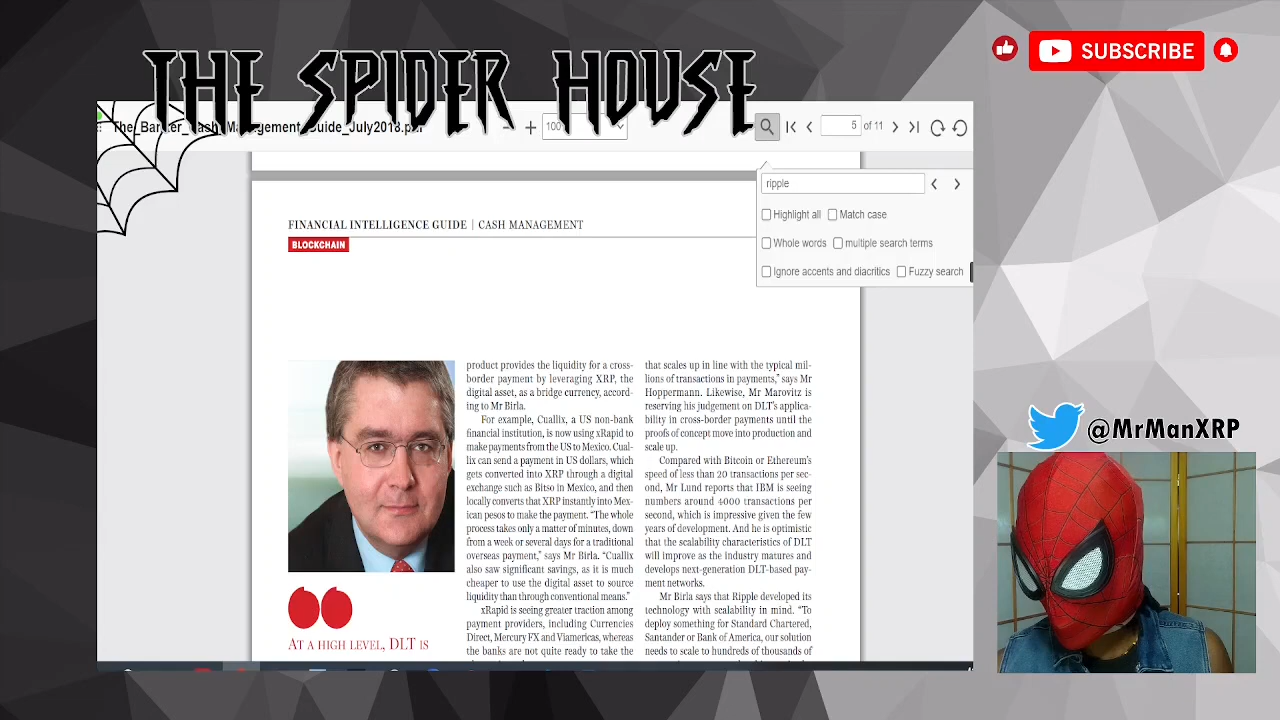 THE SPIDER HOUSE
SUBSCRIBE
The_Banker_Cash_Management_Guide_July2018.pdf
100
5 of 11
ripple
Highlight all Match case
Whole words multiple search terms
Ignore accents and diacritics Fuzzy search
FINANCIAL INTELLIGENCE GUIDE | CASH MANAGEMENT
BLOCKCHAIN
AT A HIGH LEVEL, DLT IS
product provides the liquidity for a cross-
border payment by leveraging XRP, the
digital asset, as a bridge currency, accord-
ing to Mr Birla.
For example, Cuallix, a US non-bank
financial institution, is now using xRapid to
make payments from the US to Mexico. Cual-
lix can send a payment in US dollars, which
gets converted into XRP through a digital
exchange such as Bitso in Mexico, and then
locally converts that XRP instantly into Mex-
ican pesos to make the payment. “The whole
process takes only a matter of minutes, down
from a week or several days for a traditional
overseas payment,” says Mr Birla. “Cuallix
also saw significant savings, as it is much
cheaper to use the digital asset to source
liquidity than through conventional means.”
xRapid is seeing greater traction among
payment providers, including Currencies
Direct, Mercury FX and Viamericas, whereas
the banks are not quite ready to take the
that scales up in line with the typical mil-
lions of transactions in payments,” says Mr
Hoppermann. Likewise, Mr Marovitz is
reserving his judgement on DLT’s applica-
bility in cross-border payments until the
proofs of concept move into production and
scale up.
Compared with Bitcoin or Ethereum’s
speed of less than 20 transactions per sec-
ond, Mr Lund reports that IBM is seeing
numbers around 4000 transactions per
second, which is impressive given the few
years of development. And he is optimistic
that the scalability characteristics of DLT
will improve as the industry matures and
develops next-generation DLT-based pay-
ment networks.
Mr Birla says that Ripple developed its
technology with scalability in mind. “To
deploy something for Standard Chartered,
Santander or Bank of America, our solution
needs to scale to hundreds of thousands of
@MrManXRP